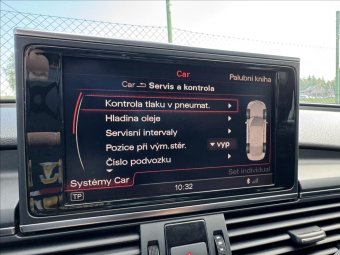 Car
Palubní kniha
Car Servis a kontrola
Kontrola tlaku v pneumat.
Hladina oleje
Servisní intervaly
Pozice při vým.stěr. vyp
Číslo podvozku
Systémy Car
Set individual
TP
10:32